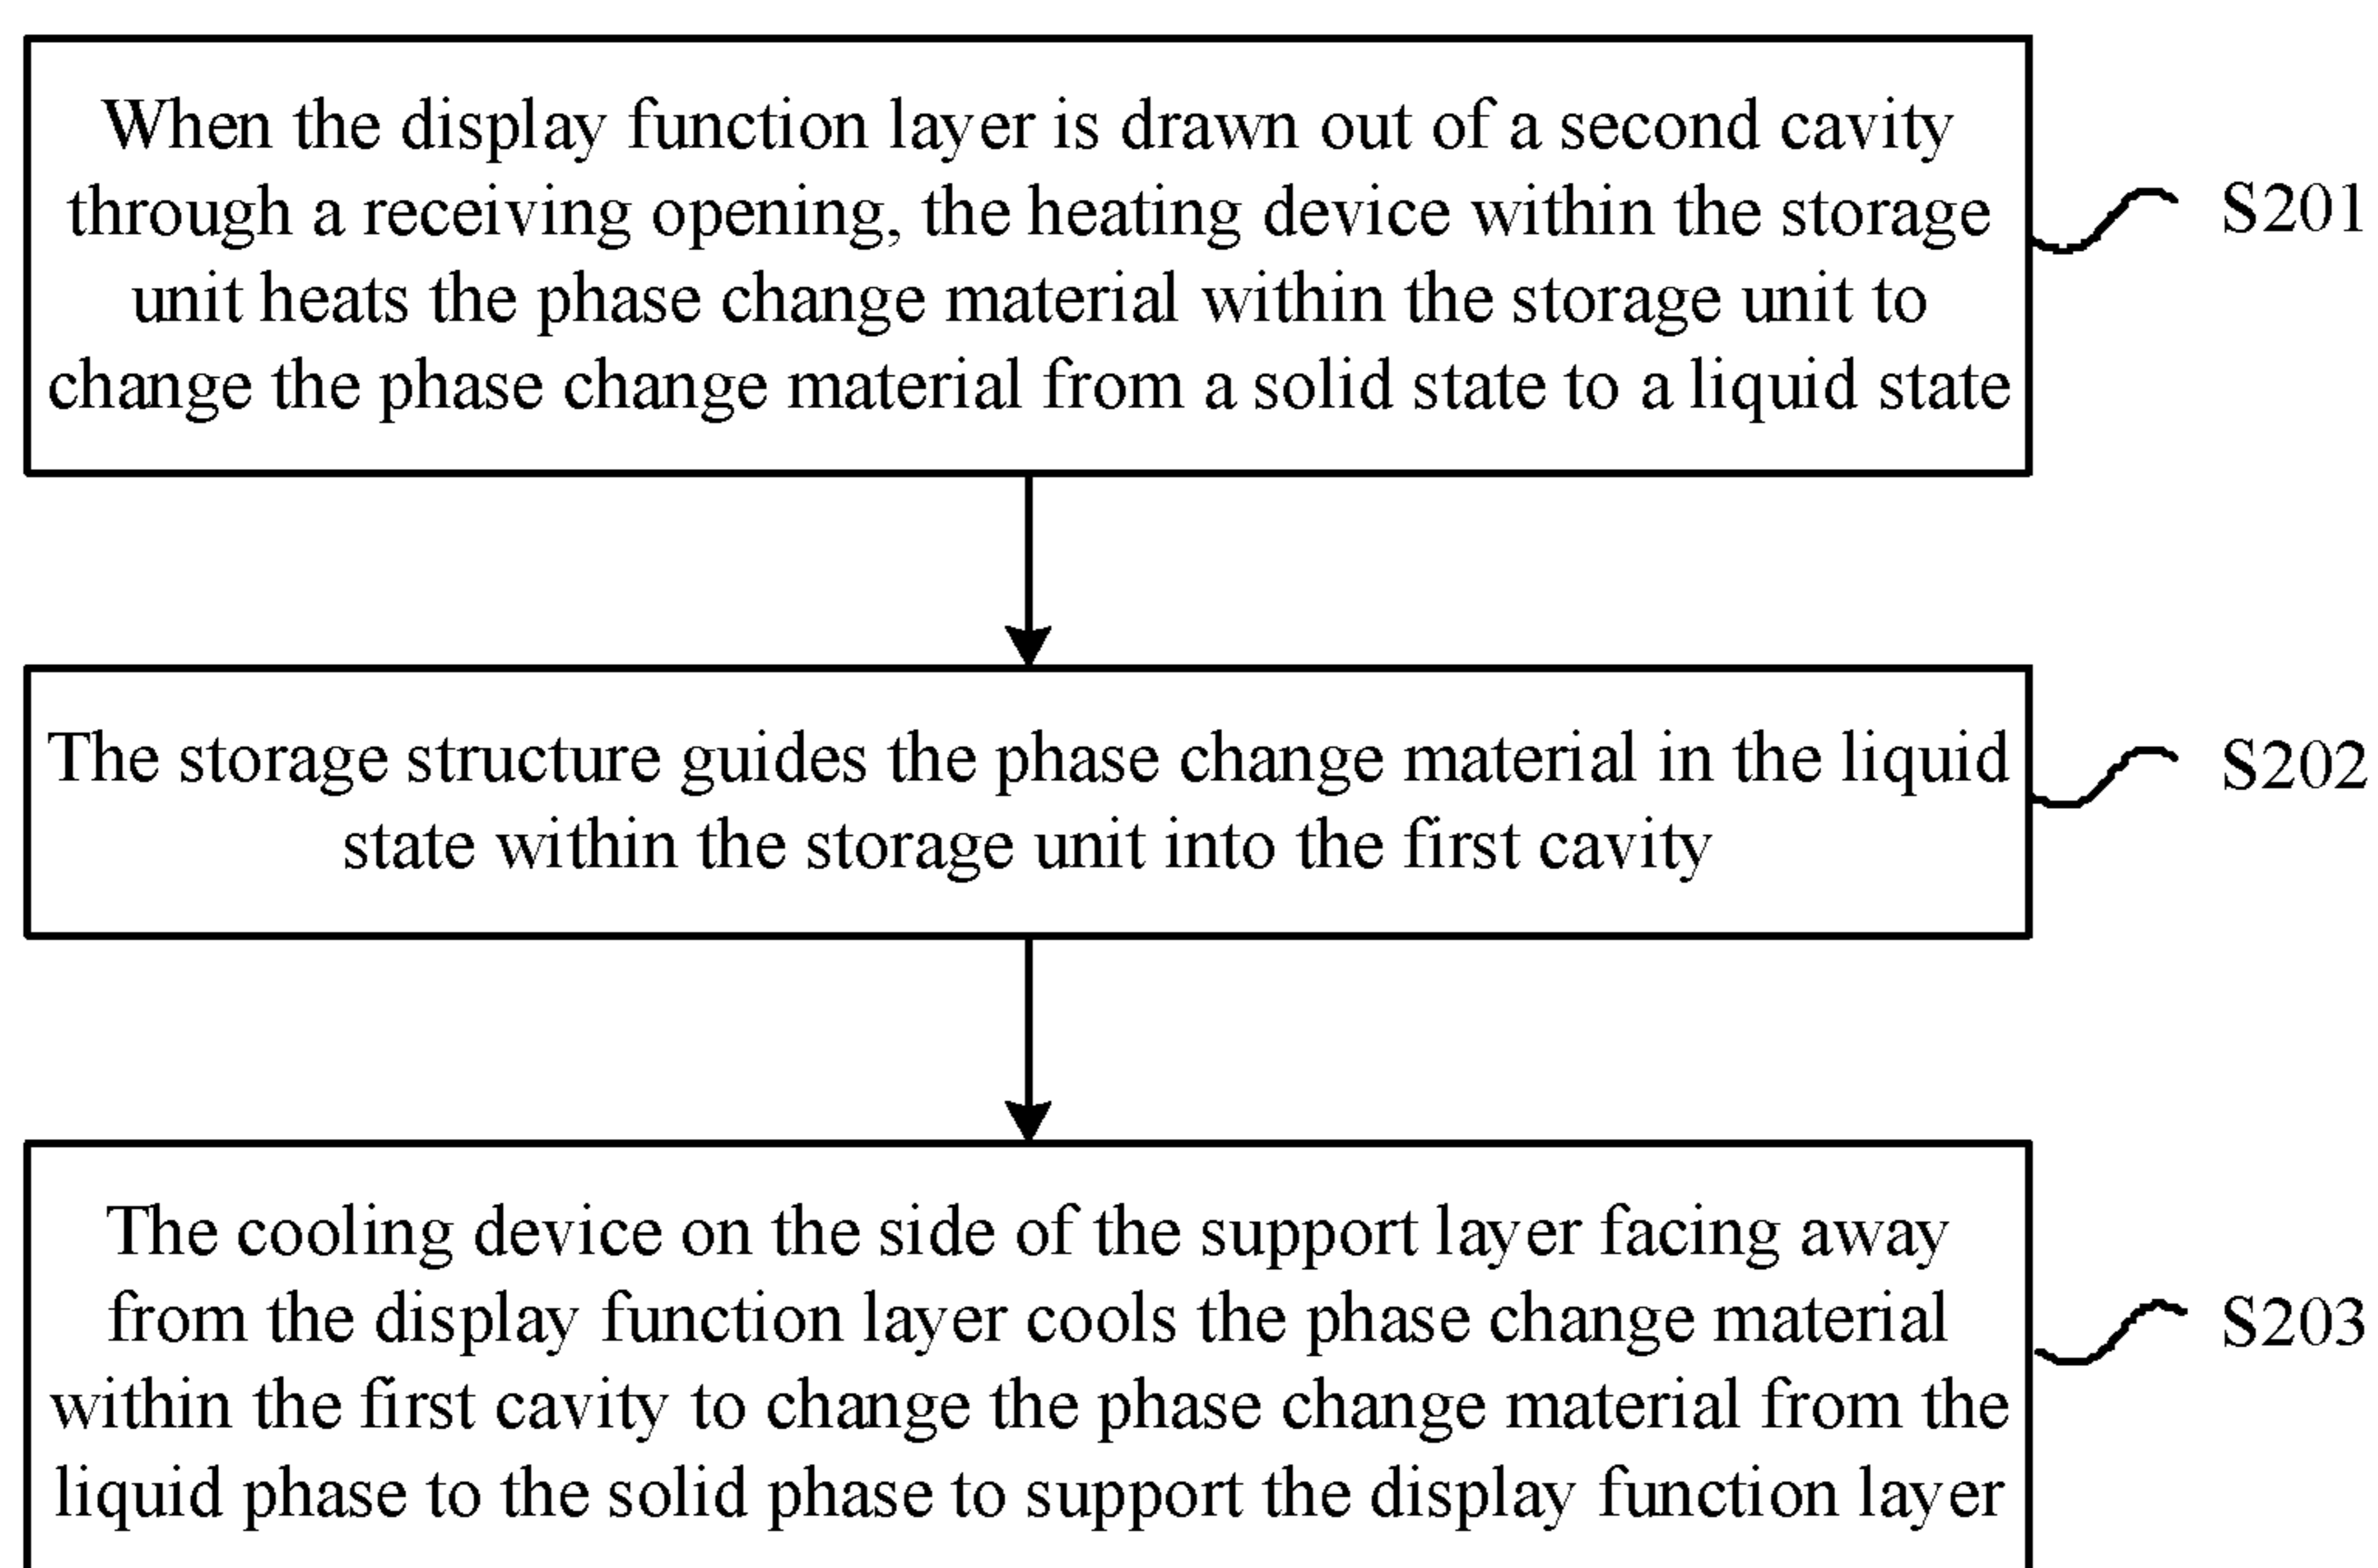 When the display function layer is drawn out of a second cavity
through a receiving opening, the heating device within the storage
unit heats the phase change material within the storage unit to
change the phase change material from a solid state to a liquid state
S201
The storage structure guides the phase change material in the liquid
state within the storage unit into the first cavity
S202
The cooling device on the side of the support layer facing away
from the display function layer cools the phase change material
within the first cavity to change the phase change material from the
liquid phase to the solid phase to support the display function layer
S203